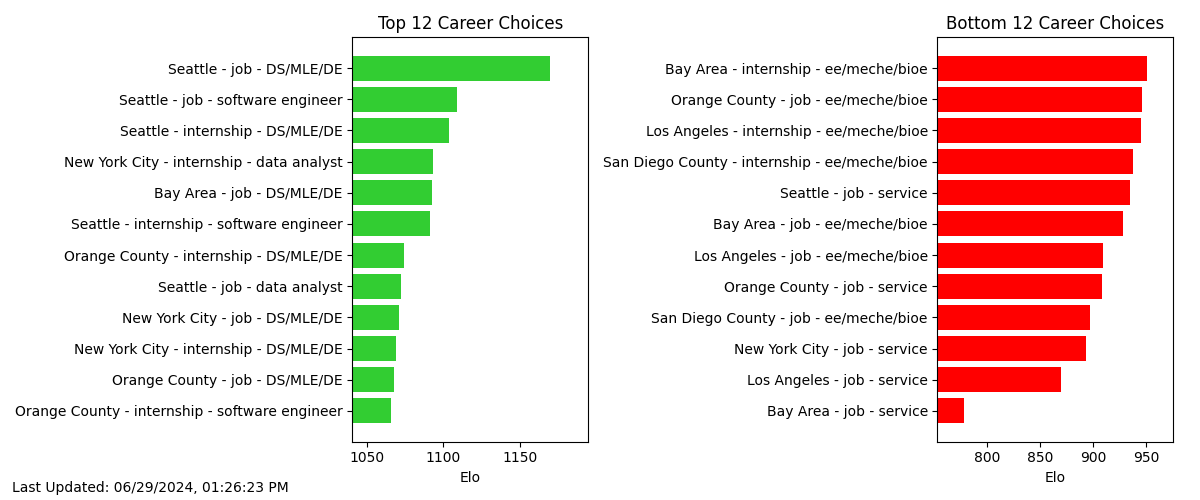 Top 12 Career Choices
Seattle - job - DS/MLE/DE
Seattle - job - software engineer
Seattle - internship - DS/MLE/DE
New York City - internship - data analyst
Bay Area - job - DS/MLE/DE
Seattle - internship - software engineer
Orange County - internship - DS/MLE/DE
Seattle - job - data analyst
New York City - job - DS/MLE/DE
New York City - internship - DS/MLE/DE
Orange County - job - DS/MLE/DE
Orange County - internship - software engineer
1050 1100 1150
Elo
Bottom 12 Career Choices
Bay Area - internship - ee/meche/bioe
Orange County - job - ee/meche/bioe
Los Angeles - internship - ee/meche/bioe
San Diego County - internship - ee/meche/bioe
Seattle - job - service
Bay Area - job - ee/meche/bioe
Los Angeles - job - ee/meche/bioe
Orange County - job - service
San Diego County - job - ee/meche/bioe
New York City - job - service
Los Angeles - job - service
Bay Area - job - service
800 850 900 950
Elo
Last Updated: 06/29/2024, 01:26:23 PM